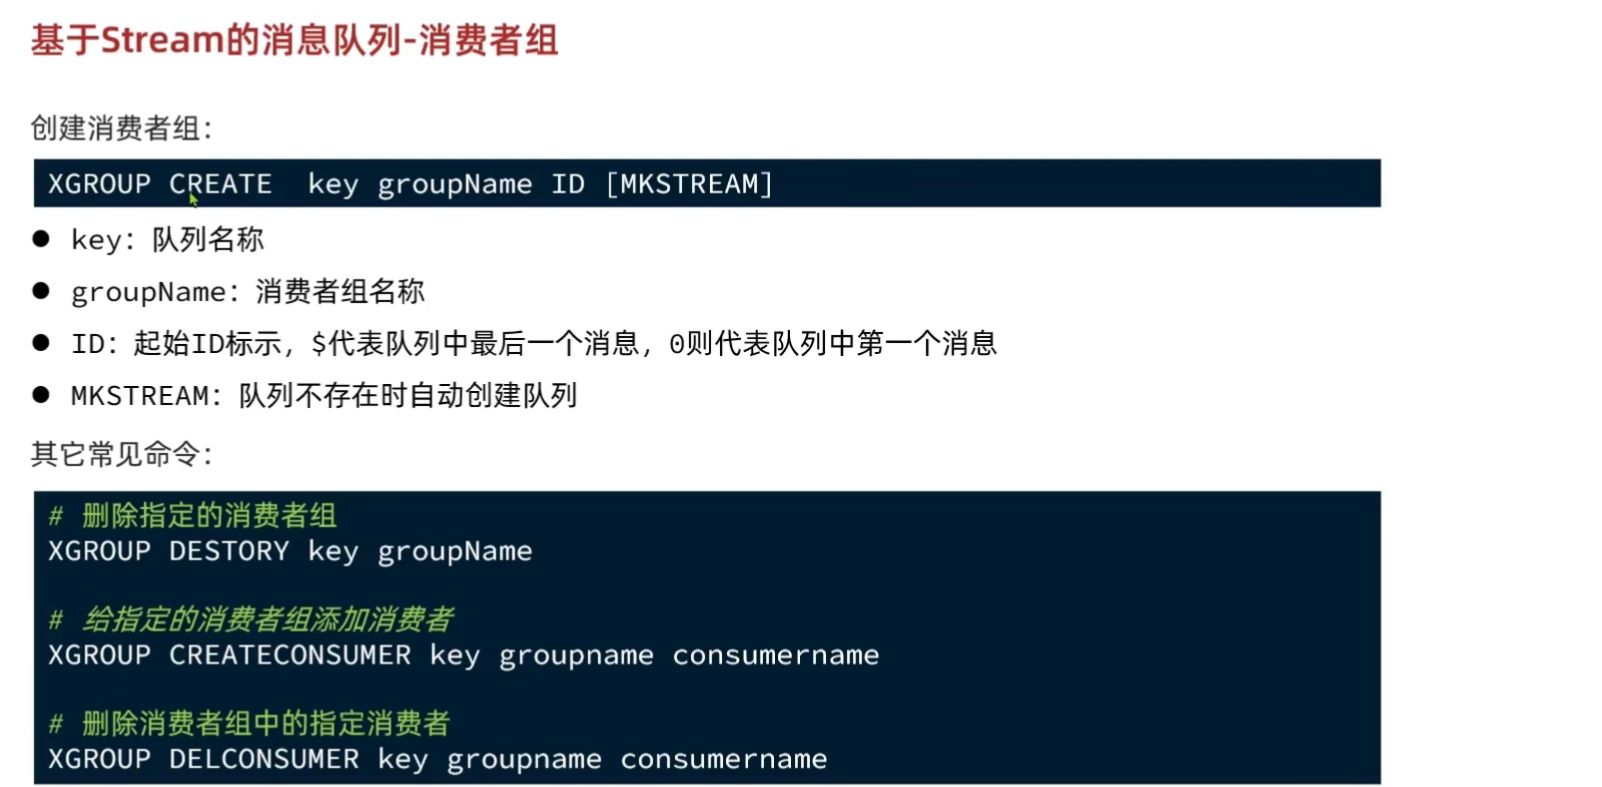 基于Stream的消息队列-消费者组
创建消费者组：
XGROUP CREATE  key groupName ID [MKSTREAM]
● key：队列名称
● groupName：消费者组名称
● ID：起始ID标示，$代表队列中最后一个消息，0则代表队列中第一个消息
● MKSTREAM：队列不存在时自动创建队列
其它常见命令：
# 删除指定的消费者组
XGROUP DESTORY key groupName
# 给指定的消费者组添加消费者
XGROUP CREATECONSUMER key groupname consumername
# 删除消费者组中的指定消费者
XGROUP DELCONSUMER key groupname consumername